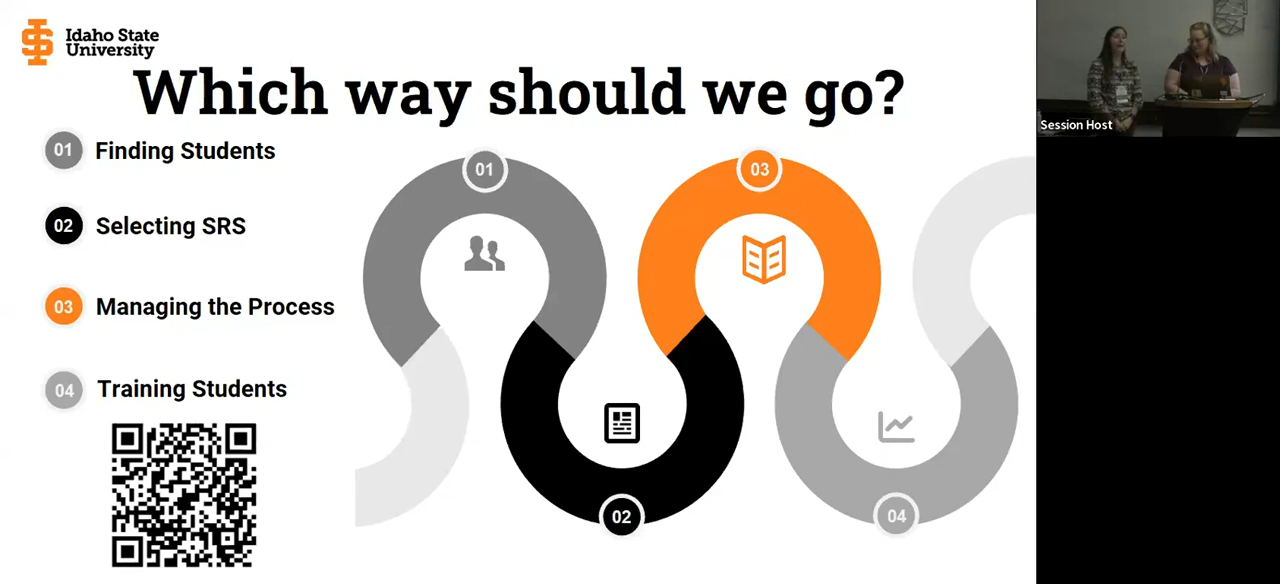 Idaho State
University
Which way should we go?
01 Finding Students
02 Selecting SRS
03 Managing the Process
04 Training Students
01
03
02
04
Session Host